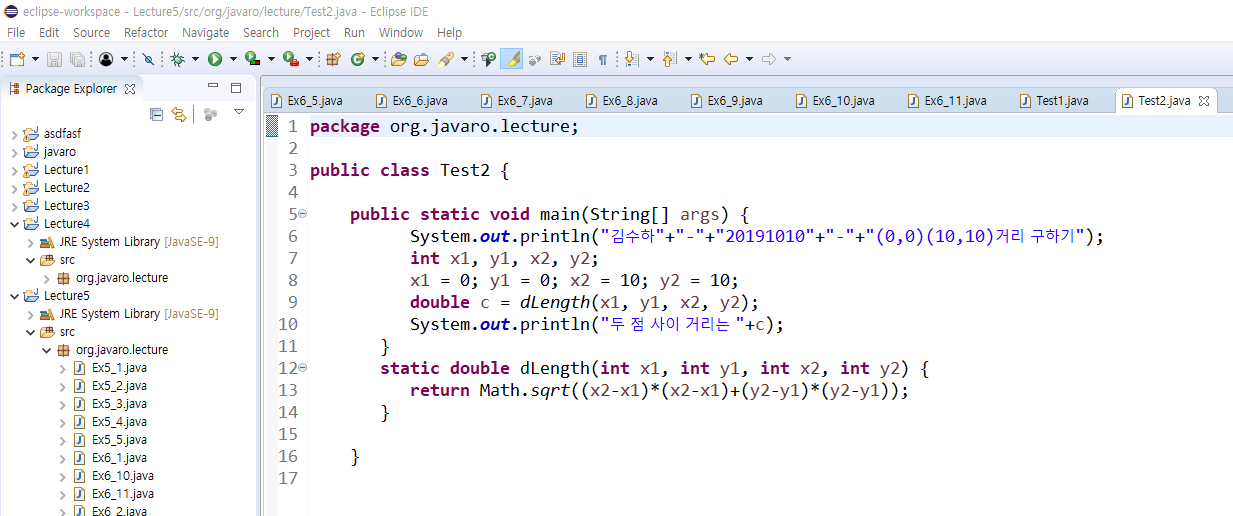 eclipse-workspace - Lecture5/src/org/javaro/lecture/Test2.java - Eclipse IDE
File Edit Source Refactor Navigate Search Project Run Window Help
Package Explorer
Ex6_5.java Ex6_6.java Ex6_7.java Ex6_8.java Ex6_9.java Ex6_10.java Ex6_11.java Test1.java Test2.java
asdfasf
javaro
Lecture1
Lecture2
Lecture3
Lecture4
JRE System Library [JavaSE-9]
src
org.javaro.lecture
Lecture5
JRE System Library [JavaSE-9]
src
org.javaro.lecture
Ex5_1.java
Ex5_2.java
Ex5_3.java
Ex5_4.java
Ex5_5.java
Ex6_1.java
Ex6_10.java
Ex6_11.java
Ex6_2.java
1 package org.javaro.lecture;
2
3 public class Test2 {
4
5 public static void main(String[] args) {
6 System.out.println("김수하"+"-"+"20191010"+"-"+"(0,0)(10,10)거리 구하기");
7 int x1, y1, x2, y2;
8 x1 = 0; y1 = 0; x2 = 10; y2 = 10;
9 double c = dLength(x1, y1, x2, y2);
10 System.out.println("두 점 사이 거리는 "+c);
11 }
12 static double dLength(int x1, int y1, int x2, int y2) {
13 return Math.sqrt((x2-x1)*(x2-x1)+(y2-y1)*(y2-y1));
14 }
15
16 }
17